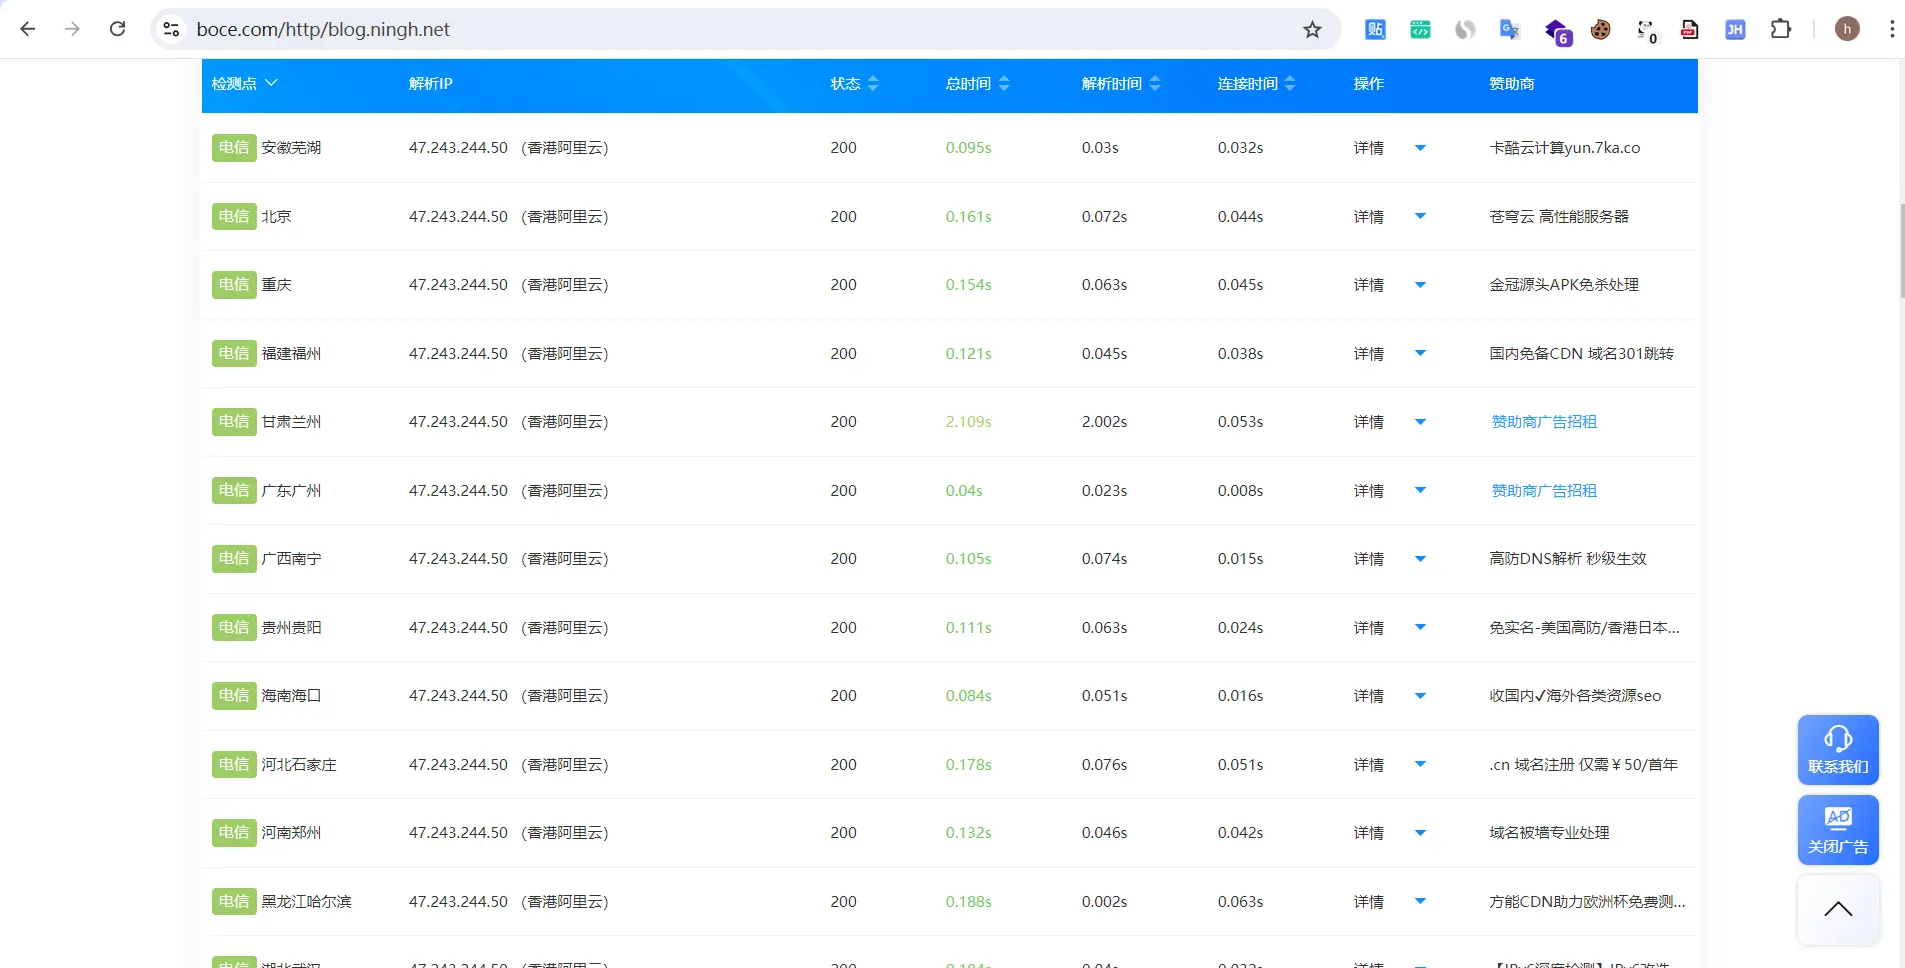 boce.com/http/blog.ningh.net
贴
6
0
PDF
JH
h
检测点 解析IP 状态 总时间 解析时间 连接时间 操作 赞助商
电信 安徽芜湖 47.243.244.50 (香港阿里云) 200 0.095s 0.03s 0.032s 详情 卡酷云计算yun.7ka.co
电信 北京 47.243.244.50 (香港阿里云) 200 0.161s 0.072s 0.044s 详情 苍穹云 高性能服务器
电信 重庆 47.243.244.50 (香港阿里云) 200 0.154s 0.063s 0.045s 详情 金冠源头APK免杀处理
电信 福建福州 47.243.244.50 (香港阿里云) 200 0.121s 0.045s 0.038s 详情 国内免备CDN 域名301跳转
电信 甘肃兰州 47.243.244.50 (香港阿里云) 200 2.109s 2.002s 0.053s 详情 赞助商广告招租
电信 广东广州 47.243.244.50 (香港阿里云) 200 0.04s 0.023s 0.008s 详情 赞助商广告招租
电信 广西南宁 47.243.244.50 (香港阿里云) 200 0.105s 0.074s 0.015s 详情 高防DNS解析 秒级生效
电信 贵州贵阳 47.243.244.50 (香港阿里云) 200 0.111s 0.063s 0.024s 详情 免实名-美国高防/香港日本...
电信 海南海口 47.243.244.50 (香港阿里云) 200 0.084s 0.051s 0.016s 详情 收国内✓海外各类资源seo
电信 河北石家庄 47.243.244.50 (香港阿里云) 200 0.178s 0.076s 0.051s 详情 .cn 域名注册 仅需￥50/首年
电信 河南郑州 47.243.244.50 (香港阿里云) 200 0.132s 0.046s 0.042s 详情 域名被墙专业处理
电信 黑龙江哈尔滨 47.243.244.50 (香港阿里云) 200 0.188s 0.002s 0.063s 详情 方能CDN助力欧洲杯免费测...
联系我们
AD
关闭广告